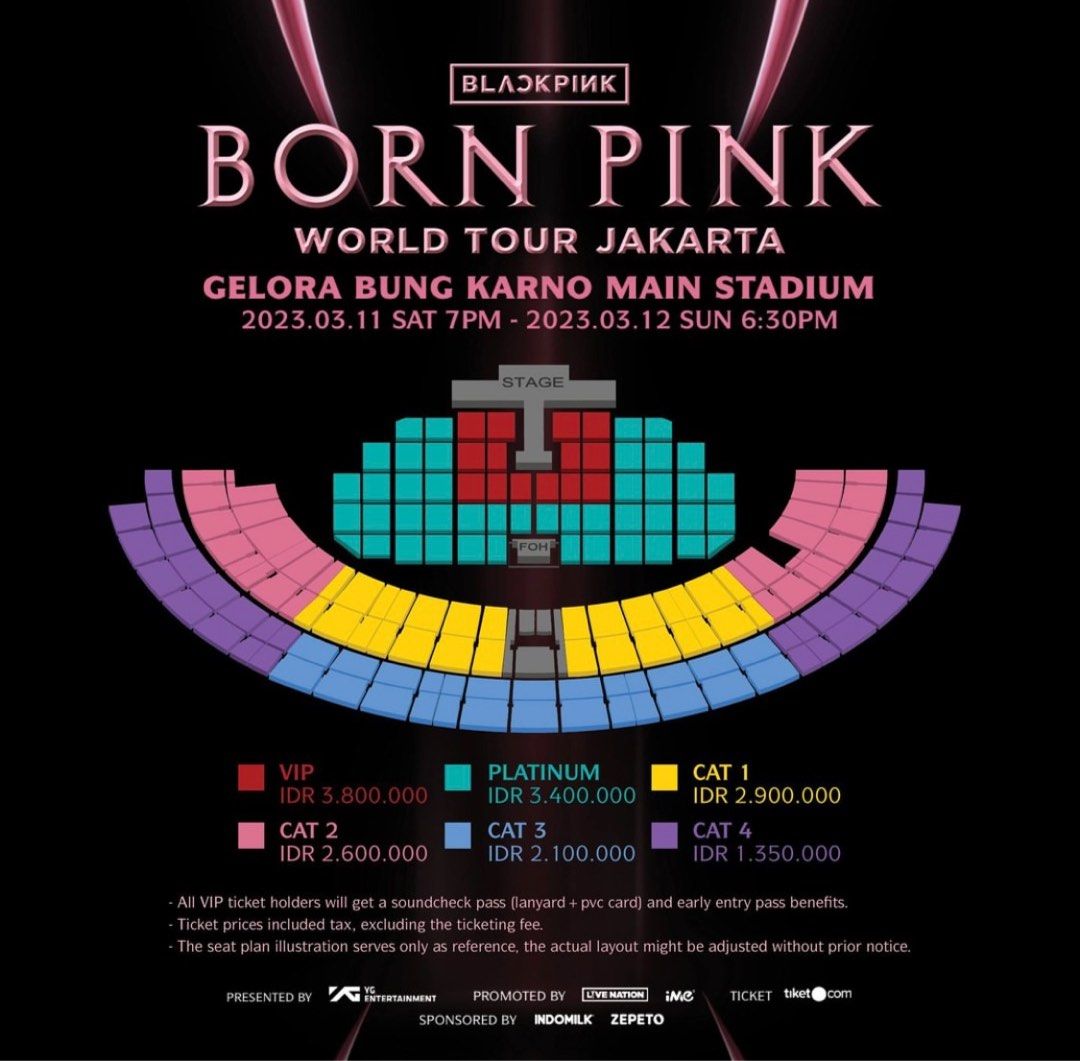 BLACKPINK
BORN PINK
WORLD TOUR JAKARTA
GELORA BUNG KARNO MAIN STADIUM
2023.03.11 SAT 7PM - 2023.03.12 SUN 6:30PM
STAGE
FOH
VIP
IDR 3.800.000
PLATINUM
IDR 3.400.000
CAT 1
IDR 2.900.000
CAT 2
IDR 2.600.000
CAT 3
IDR 2.100.000
CAT 4
IDR 1.350.000
- All VIP ticket holders will get a soundcheck pass (lanyard + pvc card) and early entry pass benefits.
- Ticket prices included tax, excluding the ticketing fee.
- The seat plan illustration serves only as reference, the actual layout might be adjusted without prior notice.
PRESENTED BY YG ENTERTAINMENT PROMOTED BY LIVE NATION iMe TICKET tiket.com
SPONSORED BY INDOMILK ZEPETO